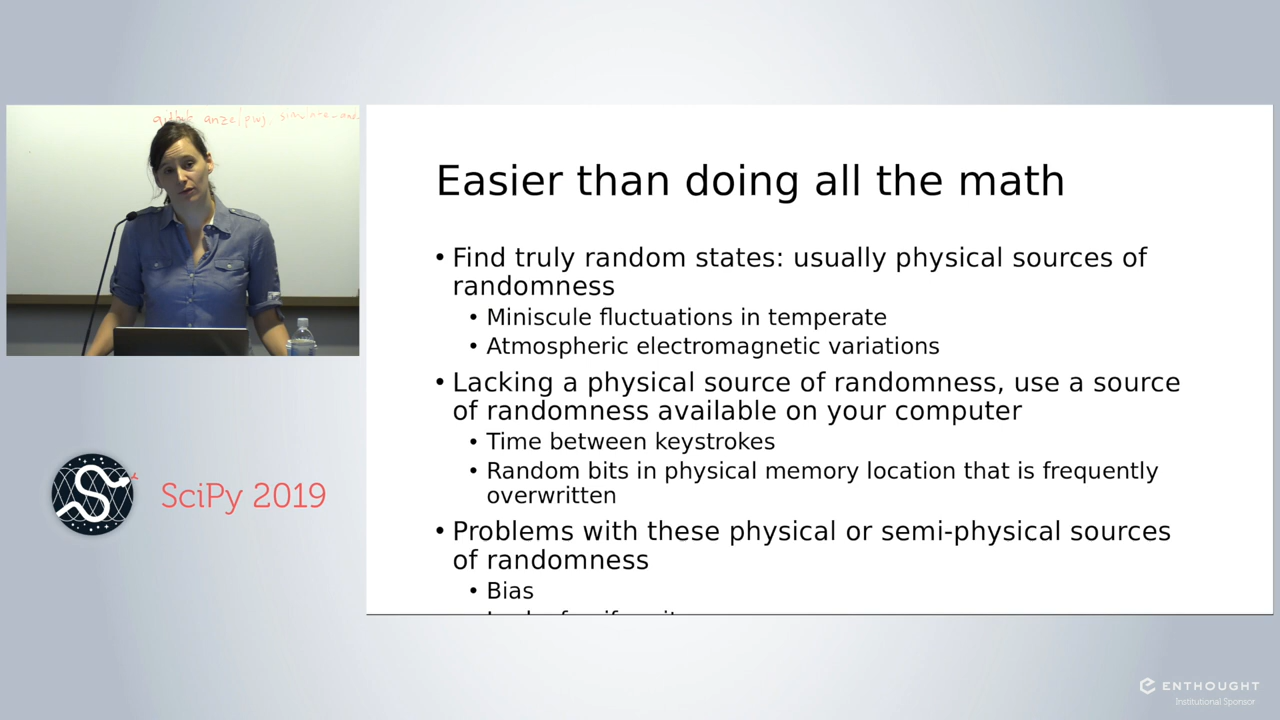 Easier than doing all the math
• Find truly random states: usually physical sources of
randomness
• Miniscule fluctuations in temperate
• Atmospheric electromagnetic variations
• Lacking a physical source of randomness, use a source
of randomness available on your computer
• Time between keystrokes
• Random bits in physical memory location that is frequently
overwritten
• Problems with these physical or semi-physical sources
of randomness
• Bias
SciPy 2019
ENTHOUGHT
Institutional Sponsor